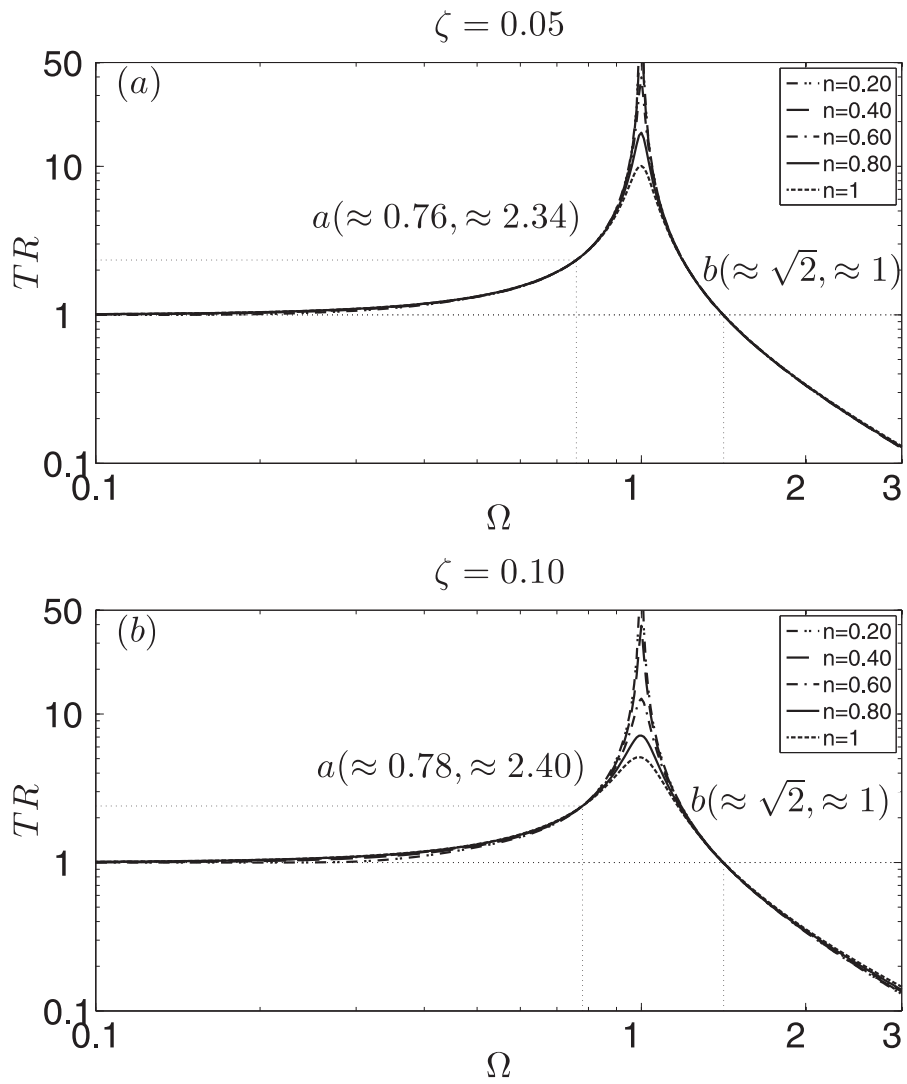 ζ = 0.05
50
(a)
n=0.20
n=0.40
n=0.60
n=0.80
n=1
10
a(≈ 0.76, ≈ 2.34)
TR
b(≈ √2, ≈ 1)
1
0.1
0.1
1
2
3
Ω
ζ = 0.10
50
(b)
n=0.20
n=0.40
n=0.60
n=0.80
n=1
10
a(≈ 0.78, ≈ 2.40)
TR
b(≈ √2, ≈ 1)
1
0.1
0.1
1
2
3
Ω